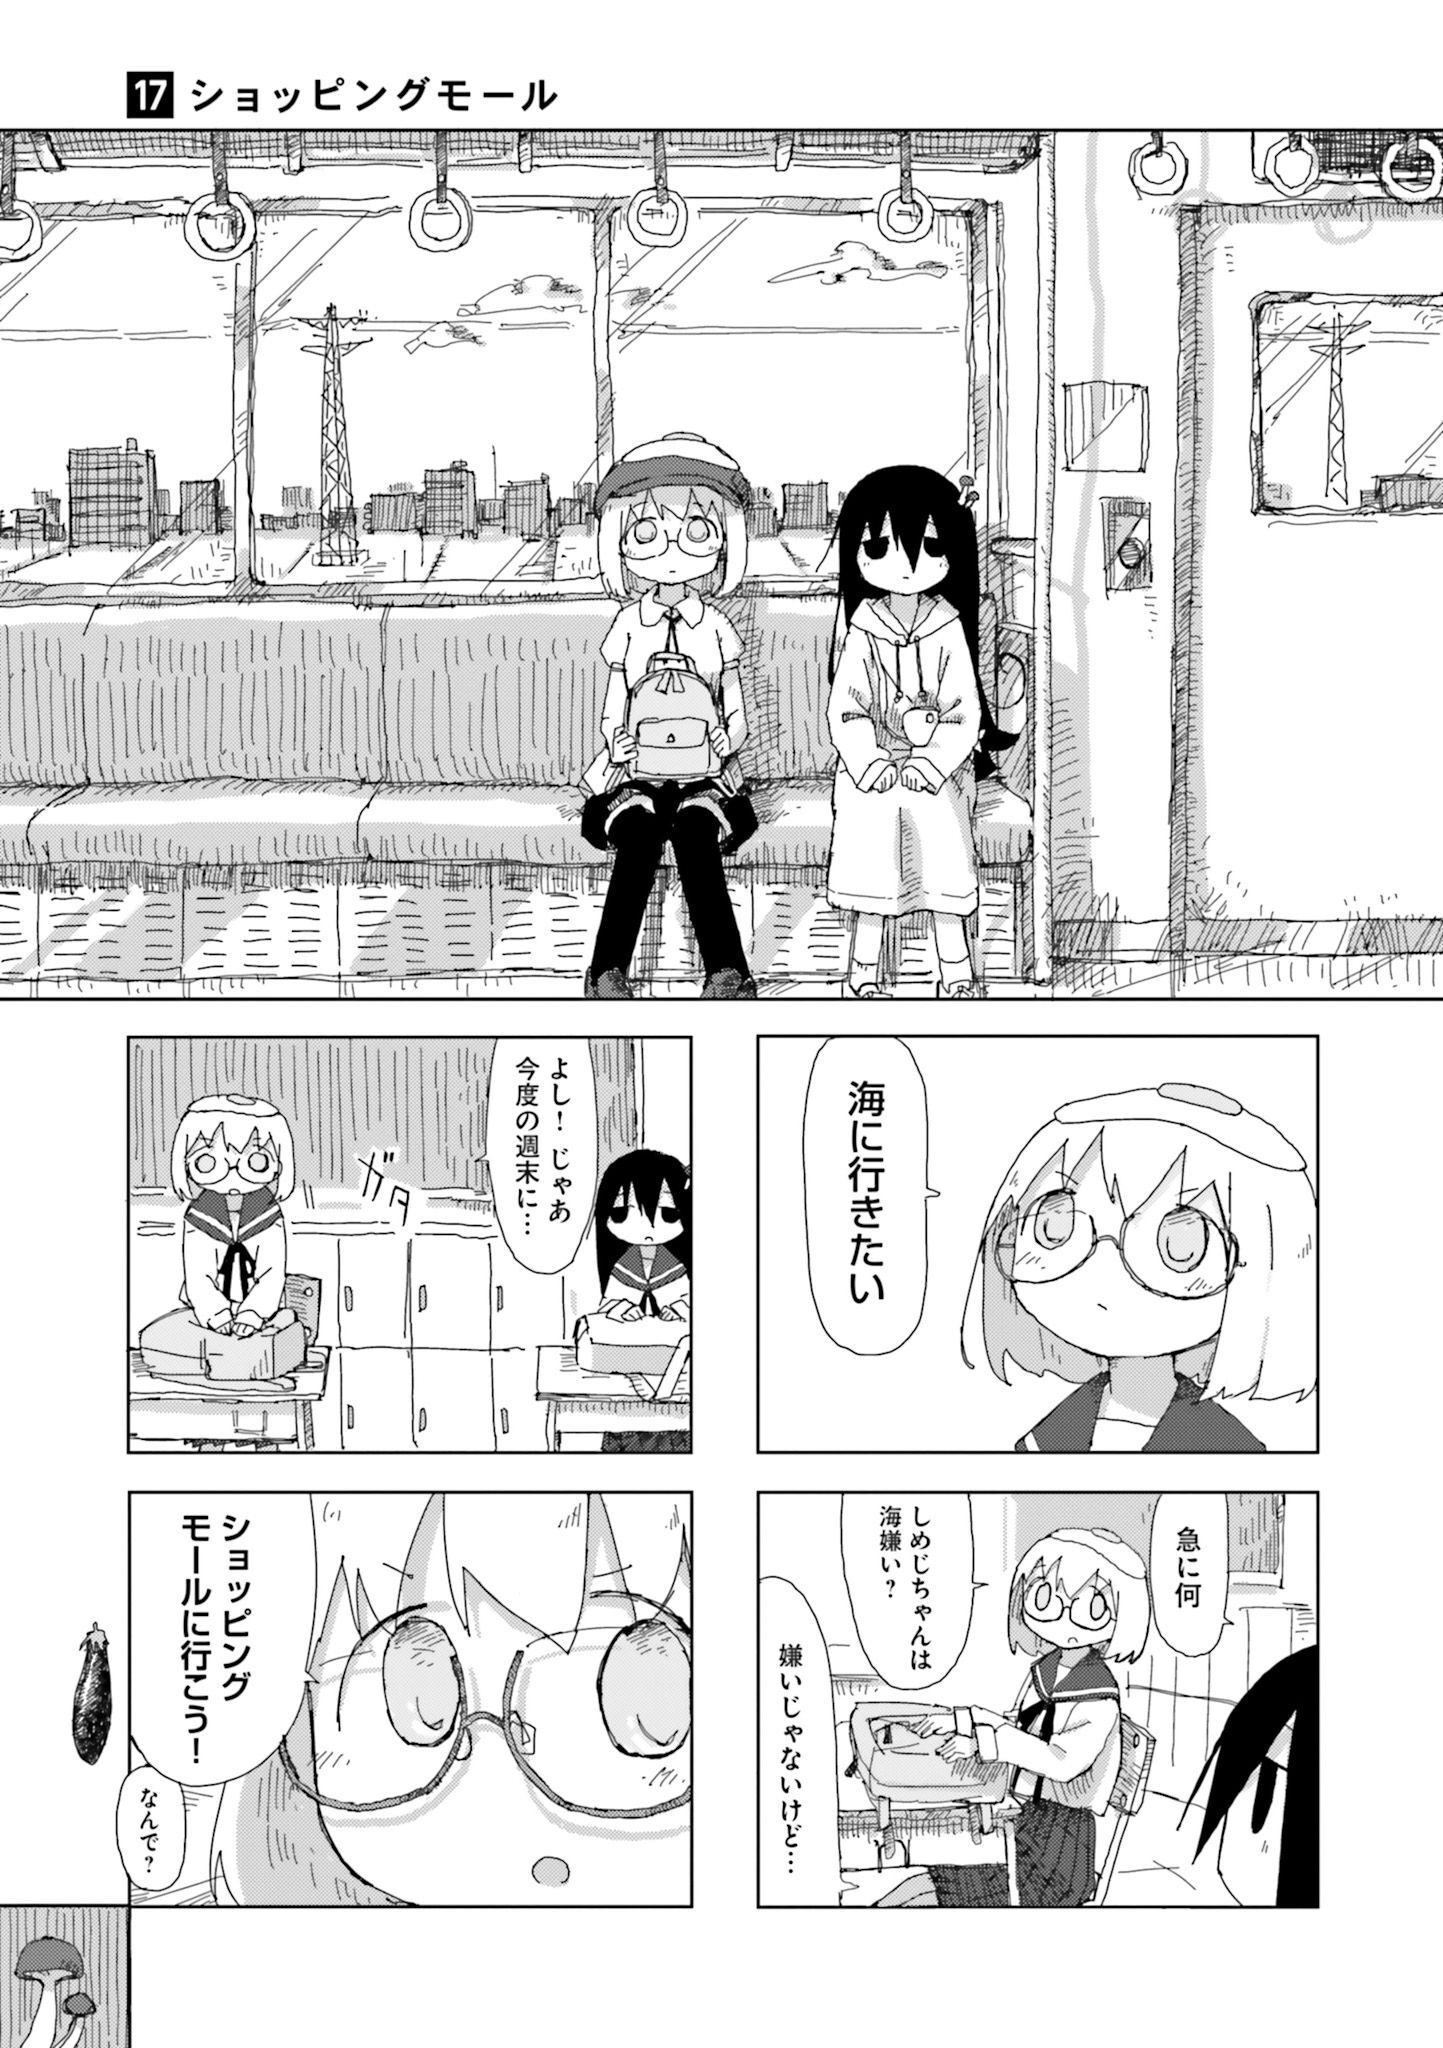 17 ショッピングモール
海に行きたい
急に何
しめじちゃんは
海嫌い？
嫌いじゃないけど…
よし！じゃあ
今度の週末に…
ガタ
ショッピング
モールに行こう！
なんで？